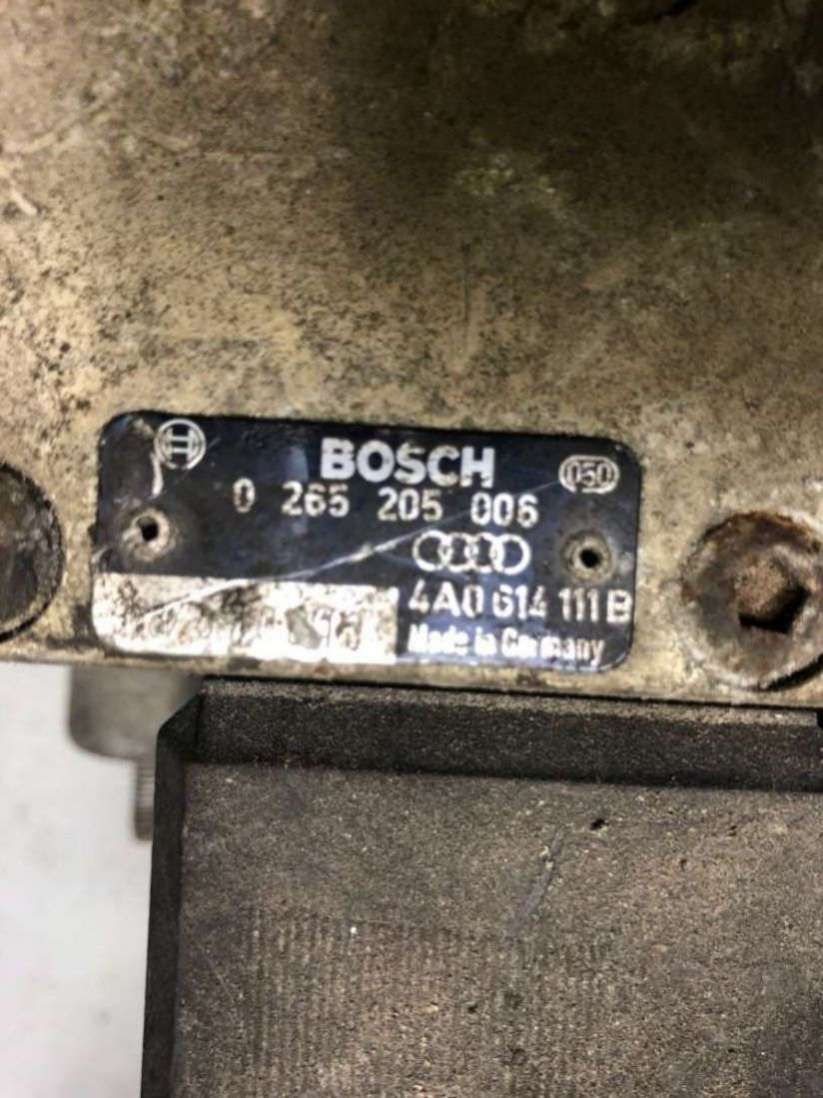 BOSCH
050
0 265 205 006
4A0 614 111 B
Made in Germany